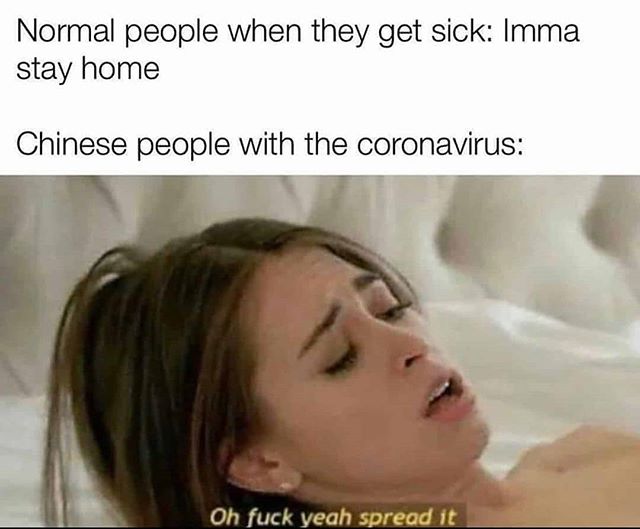 Normal people when they get sick: Imma
stay home
Chinese people with the coronavirus:
Oh fuck yeah spread it